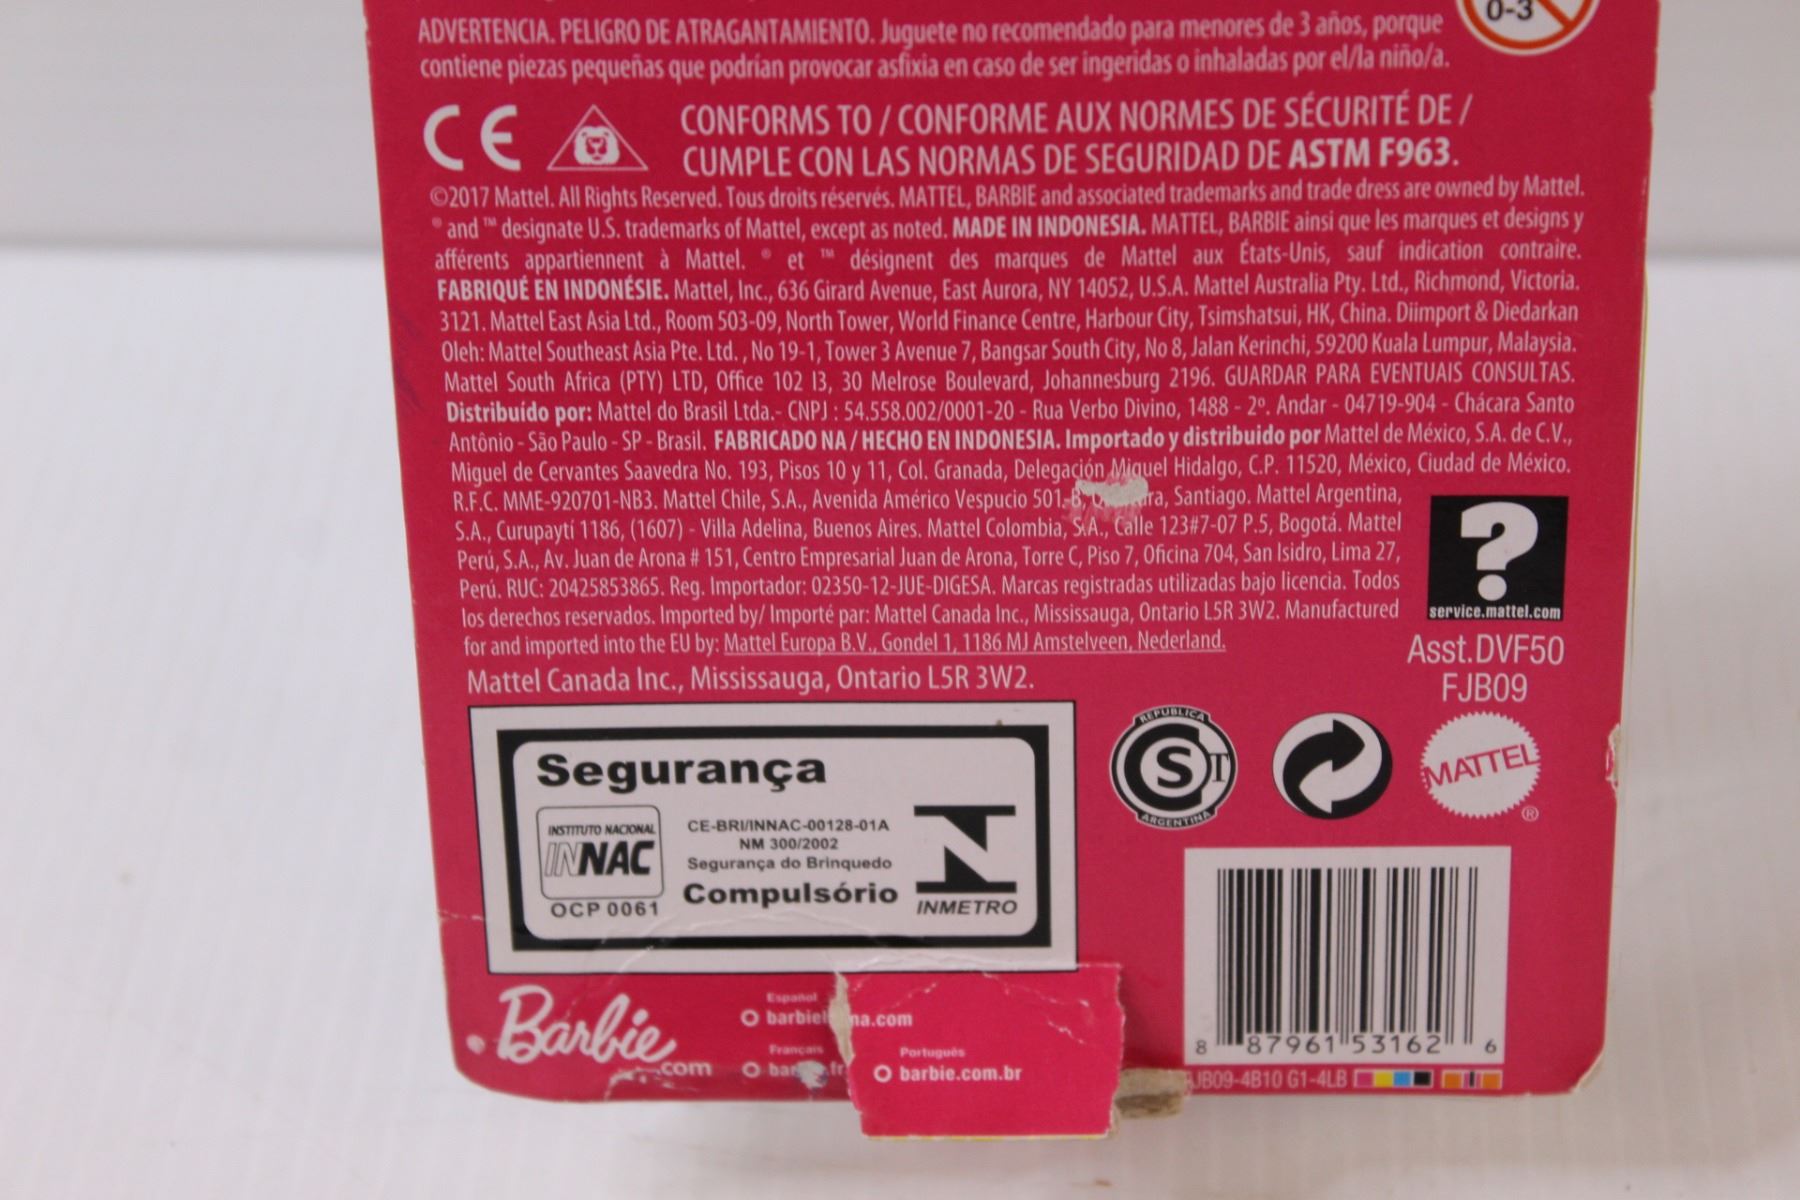 0-3
ADVERTENCIA. PELIGRO DE ATRAGANTAMIENTO. Juguete no recomendado para menores de 3 años, porque
contiene piezas pequeñas que podrían provocar asfixia en caso de ser ingeridas o inhaladas por el/la niño/a.
CE
CONFORMS TO / CONFORME AUX NORMES DE SÉCURITÉ DE /
CUMPLE CON LAS NORMAS DE SEGURIDAD DE ASTM F963.
©2017 Mattel. All Rights Reserved. Tous droits réservés. MATTEL, BARBIE and associated trademarks and trade dress are owned by Mattel.
® and ™ designate U.S. trademarks of Mattel, except as noted. MADE IN INDONESIA. MATTEL, BARBIE ainsi que les marques et designs y
afférents appartiennent à Mattel. ® et ™ désignent des marques de Mattel aux États-Unis, sauf indication contraire.
FABRIQUÉ EN INDONÉSIE. Mattel, Inc., 636 Girard Avenue, East Aurora, NY 14052, U.S.A. Mattel Australia Pty. Ltd., Richmond, Victoria.
3121. Mattel East Asia Ltd., Room 503-09, North Tower, World Finance Centre, Harbour City, Tsimshatsui, HK, China. Diimport & Diedarkan
Oleh: Mattel Southeast Asia Pte. Ltd. , No 19-1, Tower 3 Avenue 7, Bangsar South City, No 8, Jalan Kerinchi, 59200 Kuala Lumpur, Malaysia.
Mattel South Africa (PTY) LTD, Office 102 I3, 30 Melrose Boulevard, Johannesburg 2196. GUARDAR PARA EVENTUAIS CONSULTAS.
Distribuído por: Mattel do Brasil Ltda.- CNPJ : 54.558.002/0001-20 - Rua Verbo Divino, 1488 - 2º. Andar - 04719-904 - Chácara Santo
Antônio - São Paulo - SP - Brasil. FABRICADO NA / HECHO EN INDONESIA. Importado y distribuido por Mattel de México, S.A. de C.V.,
Miguel de Cervantes Saavedra No. 193, Pisos 10 y 11, Col. Granada, Delegación Miguel Hidalgo, C.P. 11520, México, Ciudad de México.
R.F.C. MME-920701-NB3. Mattel Chile, S.A., Avenida Américo Vespucio 501-B, Santiago. Mattel Argentina,
S.A., Curupaytí 1186, (1607) - Villa Adelina, Buenos Aires. Mattel Colombia, S.A., Calle 123#7-07 P.5, Bogotá. Mattel
Perú, S.A., Av. Juan de Arona # 151, Centro Empresarial Juan de Arona, Torre C, Piso 7, Oficina 704, San Isidro, Lima 27,
Perú. RUC: 20425853865. Reg. Importador: 02350-12-JUE-DIGESA. Marcas registradas utilizadas bajo licencia. Todos
los derechos reservados. Imported by/ Importé par: Mattel Canada Inc., Mississauga, Ontario L5R 3W2. Manufactured
for and imported into the EU by: Mattel Europa B.V., Gondel 1, 1186 MJ Amstelveen, Nederland.
Mattel Canada Inc., Mississauga, Ontario L5R 3W2.
?
service.mattel.com
Asst.DVF50
FJB09
Segurança
INSTITUTO NACIONAL
INNAC
OCP 0061
CE-BRI/INNAC-00128-01A
NM 300/2002
Segurança do Brinquedo
Compulsório
INMETRO
REPUBLICA
S T
ARGENTINA
MATTEL
®
8 87961 53162 6
JB09-4B10 G1-4LB
Barbie.com
Español
Français
Português
barbie.com.br